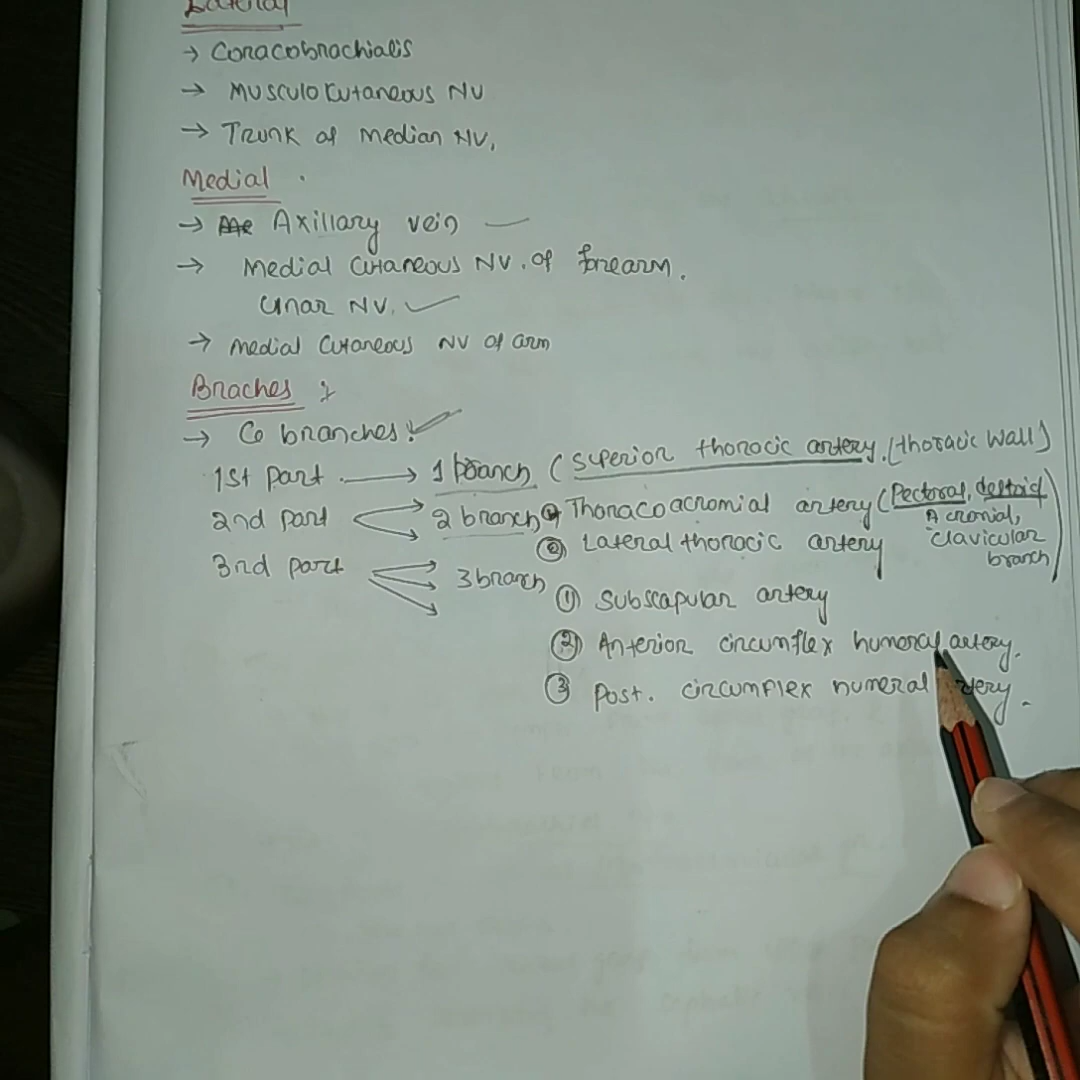 Lateral
→ Coracobrachialis
→ Musculo Cutaneous NV
→ Trunk of Median NV.
Medial .
→ Axillary vein
→ Medial Cutaneous NV. of forearm.
Ulnar NV. ✓
→ Medial Cutaneous NV of arm
Braches :
→ 6 branches: ✓
1st part → 1 branch (Superior thoracic artery. (thoracic wall)
2nd part 2 branch ① Thoracoacromial artery (Pectoral, deltoid
Acromial,
② Lateral thoracic artery clavicular
branch)
3rd part 3 branch
① Subscapular artery
② Anterior circumflex humeral artery.
③ Post. circumflex humeral